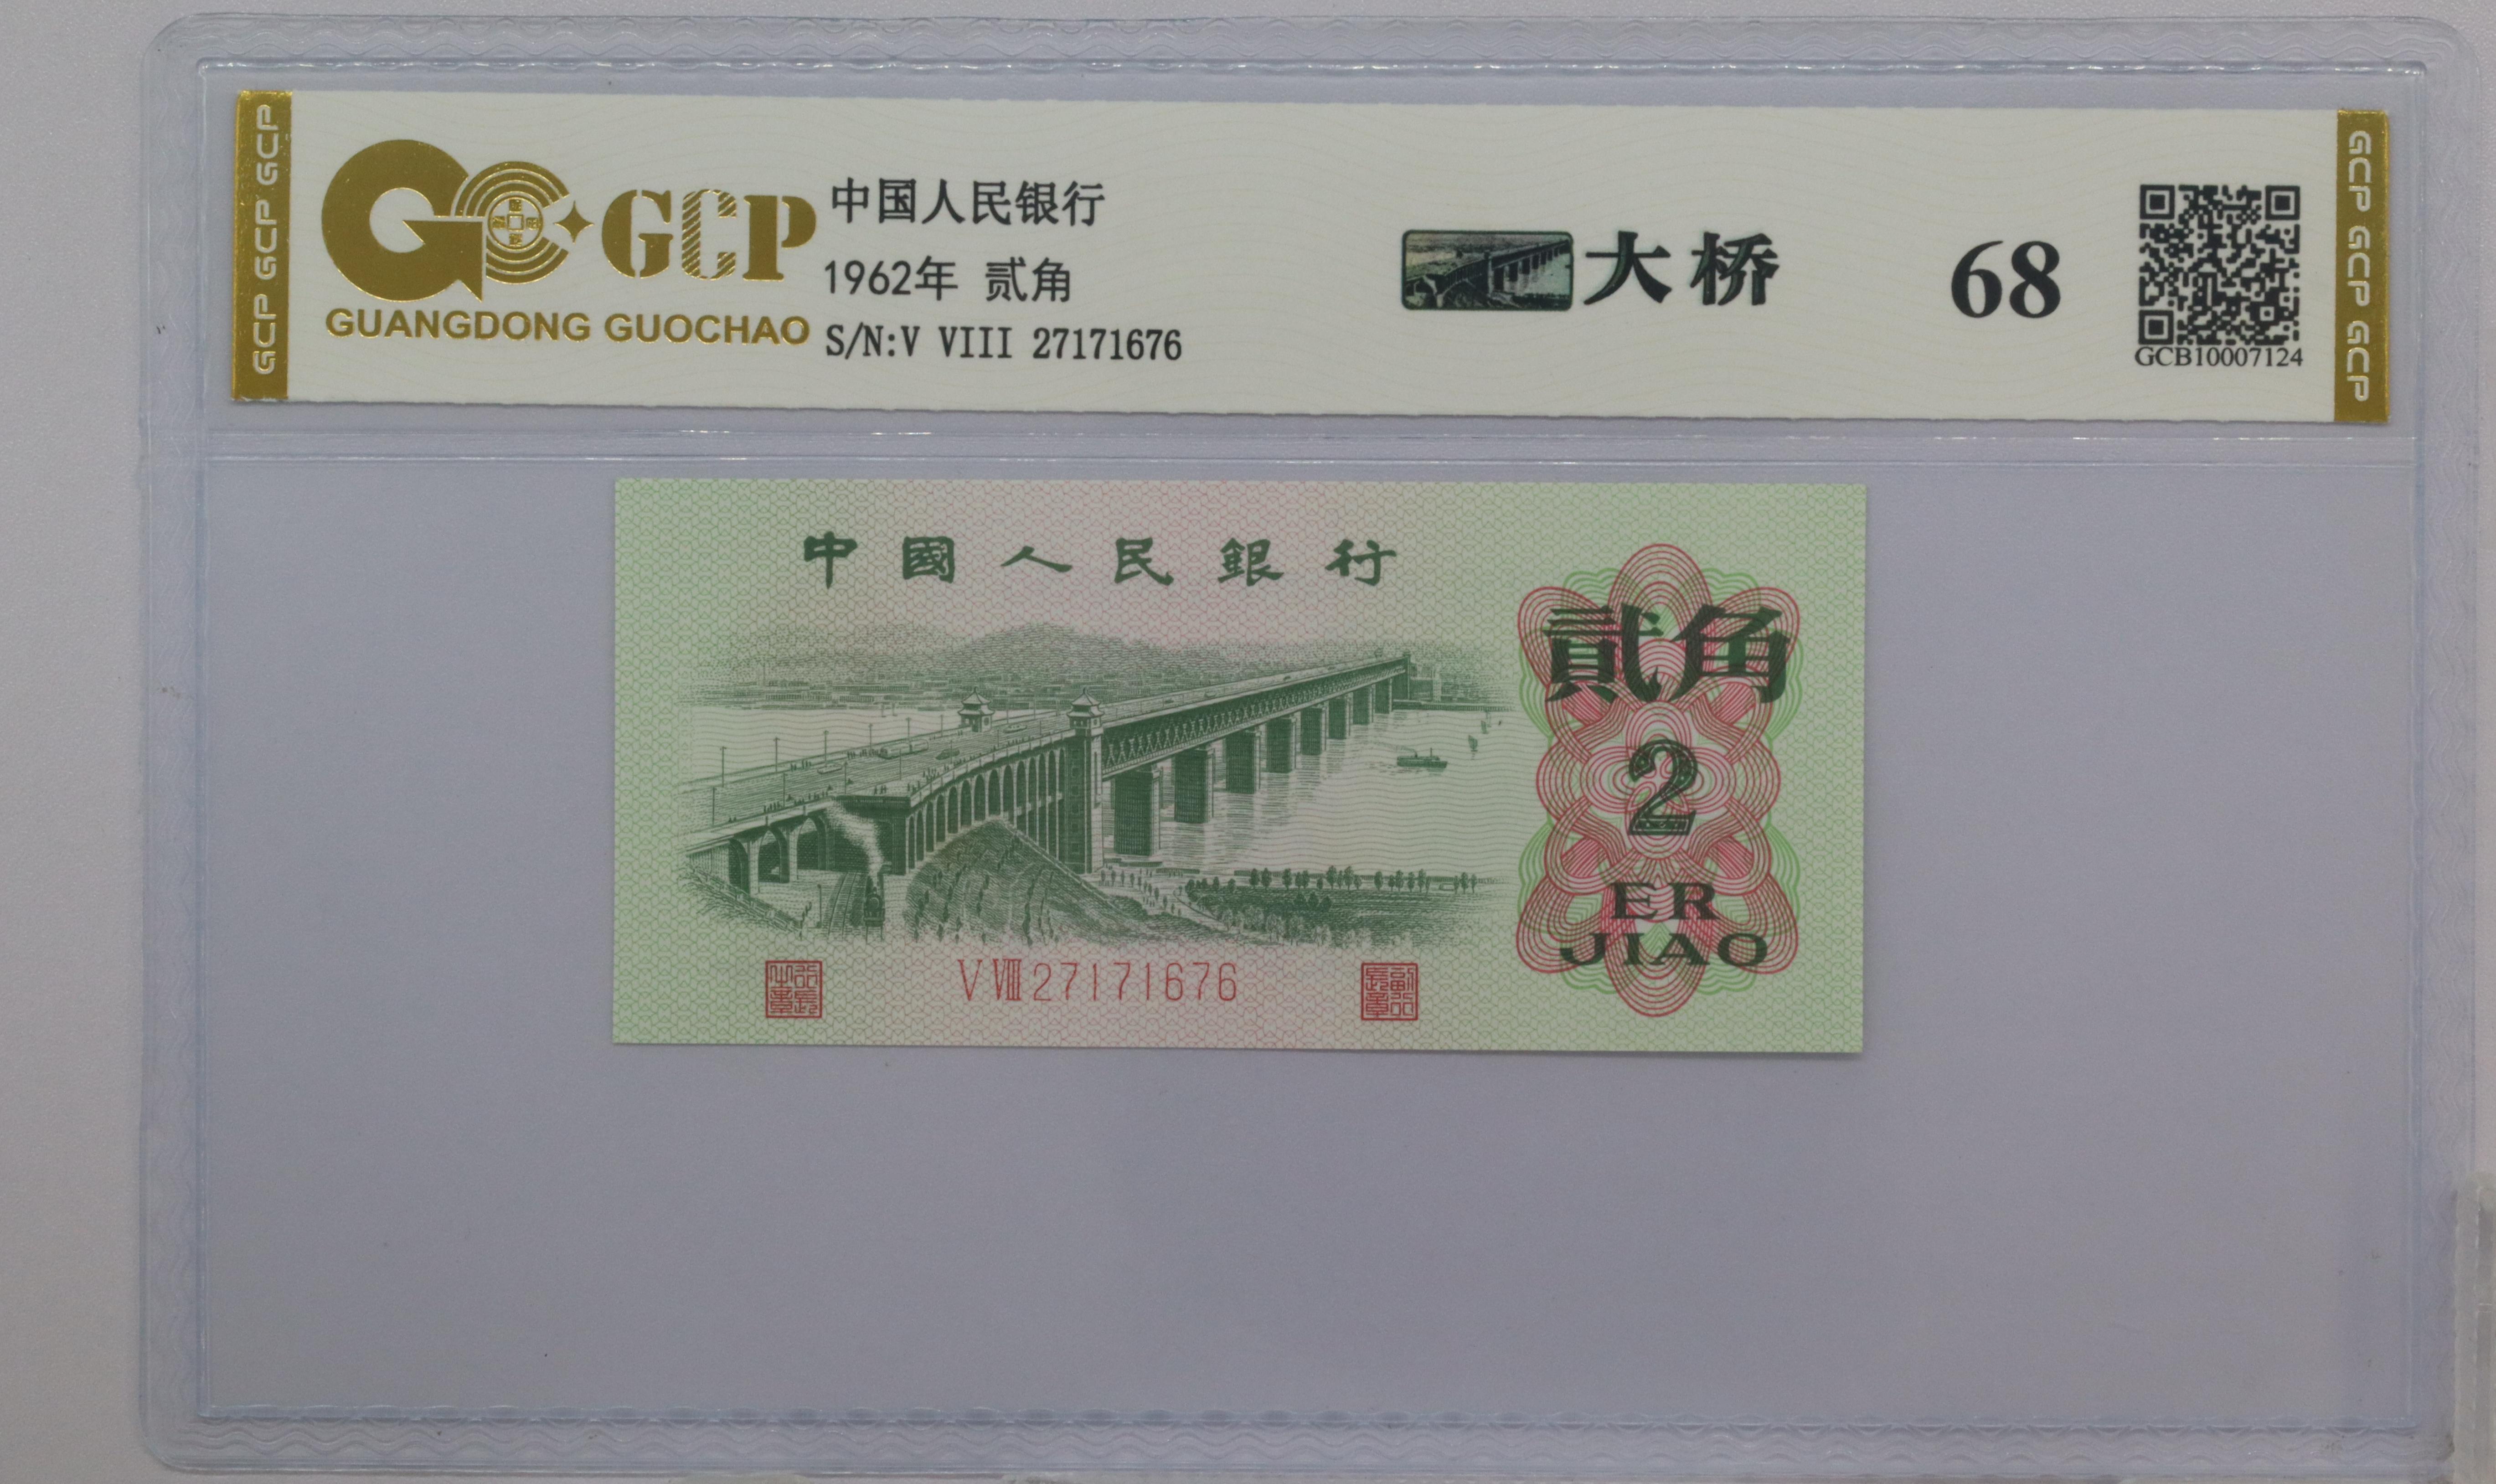 GCP GCP GCP
GCP
GUANGDONG GUOCHAO
中国人民银行
1962年 贰角
S/N:V VIII 27171676
大桥
68
GCB10007124
GCP GCP GCP
中國人民銀行
貳角
2
ER
JIAO
V VIII 27171676